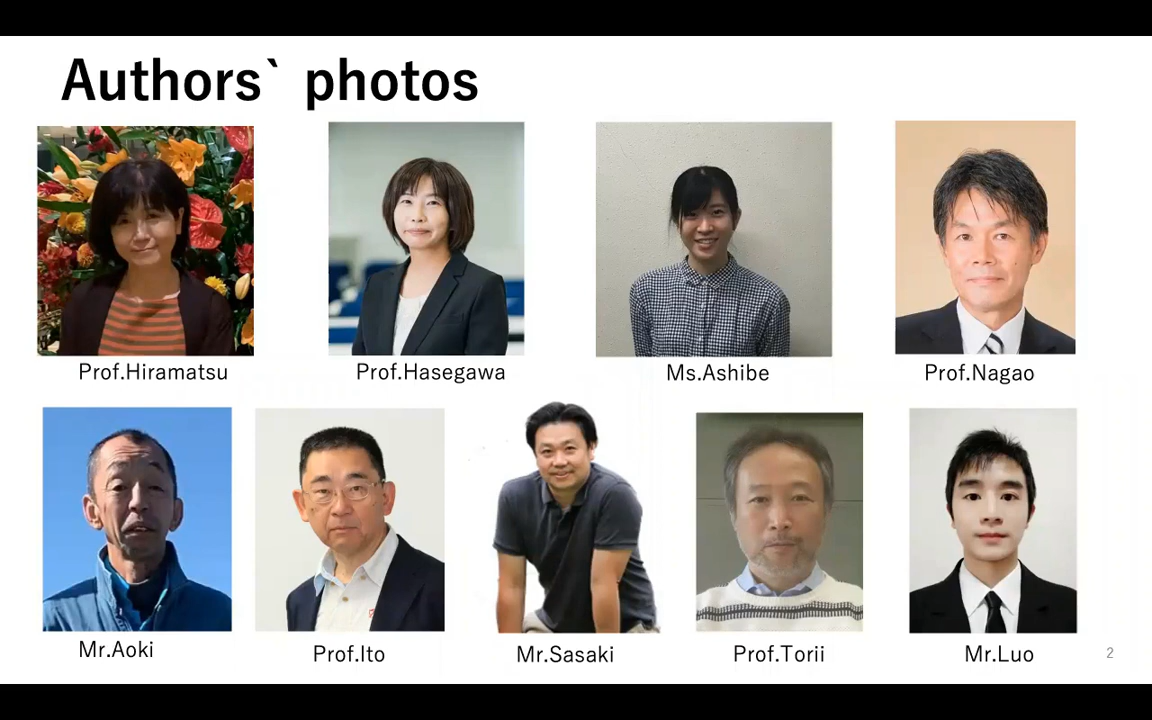 Authors` photos
Prof.Hiramatsu
Prof.Hasegawa
Ms.Ashibe
Prof.Nagao
Mr.Aoki
Prof.Ito
Mr.Sasaki
Prof.Torii
Mr.Luo
2